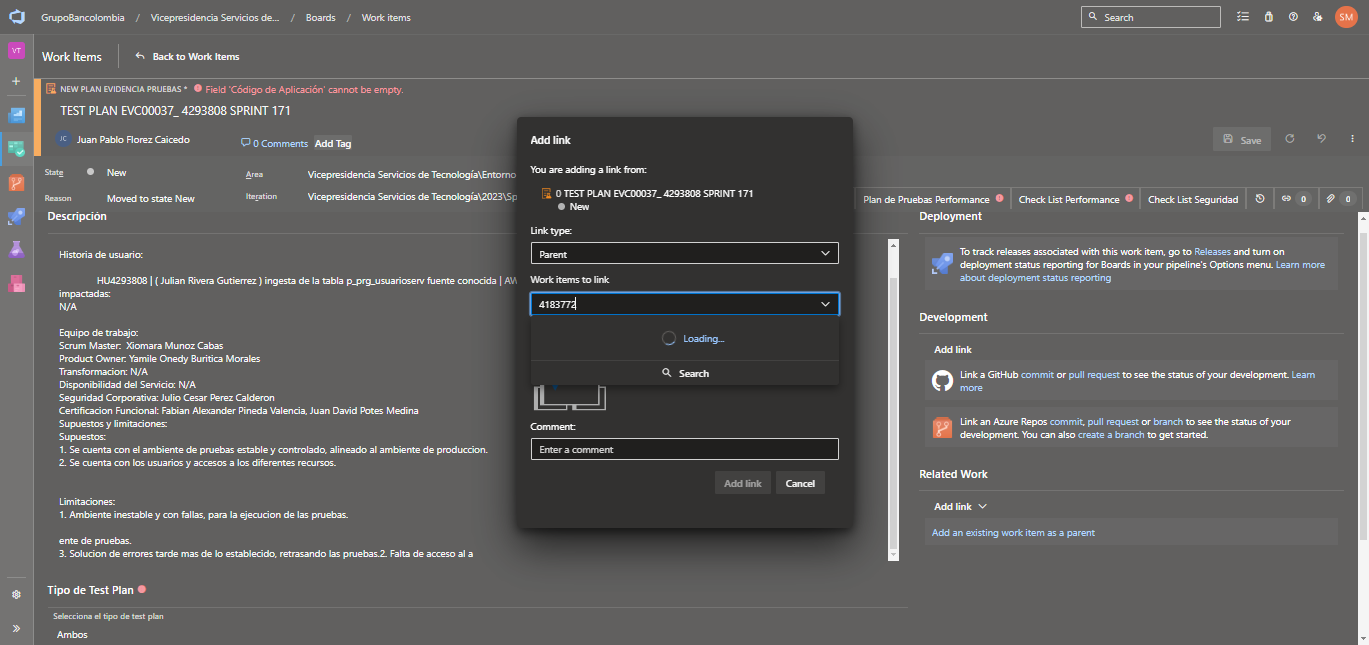 GrupoBancolombia / Vicepresidencia Servicios de... / Boards / Work items
Search
SM
VT
Work Items
Back to Work Items
NEW PLAN EVIDENCIA PRUEBAS * Field 'Código de Aplicación' cannot be empty.
TEST PLAN EVC00037_ 4293808 SPRINT 171
JC Juan Pablo Florez Caicedo
0 Comments
Add Tag
Save
State New
Reason Moved to state New
Area Vicepresidencia Servicios de Tecnología\Entorno
Iteration Vicepresidencia Servicios de Tecnología\2023\Sp
Plan de Pruebas Performance
Check List Performance
Check List Seguridad
0
0
Descripción
Historia de usuario:
HU4293808 | ( Julian Rivera Gutierrez ) ingesta de la tabla p_prg_usuarioserv fuente conocida | AW
impactadas:
N/A
Equipo de trabajo:
Scrum Master: Xiomara Munoz Cabas
Product Owner: Yamile Onedy Buritica Morales
Transformacion: N/A
Disponibilidad del Servicio: N/A
Seguridad Corporativa: Julio Cesar Perez Calderon
Certificacion Funcional: Fabian Alexander Pineda Valencia, Juan David Potes Medina
Supuestos y limitaciones:
Supuestos:
1. Se cuenta con el ambiente de pruebas estable y controlado, alineado al ambiente de produccion.
2. Se cuenta con los usuarios y accesos a los diferentes recursos.
Limitaciones:
1. Ambiente inestable y con fallas, para la ejecucion de las pruebas.
ente de pruebas.
3. Solucion de errores tarde mas de lo establecido, retrasando las pruebas.2. Falta de acceso al a
Tipo de Test Plan
Selecciona el tipo de test plan
Ambos
Add link
You are adding a link from:
0 TEST PLAN EVC00037_ 4293808 SPRINT 171
New
Link type:
Parent
Work items to link
4183772
Loading...
Search
Comment:
Enter a comment
Add link
Cancel
Deployment
To track releases associated with this work item, go to Releases and turn on
deployment status reporting for Boards in your pipeline's Options menu. Learn more
about deployment status reporting
Development
Add link
Link a GitHub commit or pull request to see the status of your development. Learn
more
Link an Azure Repos commit, pull request or branch to see the status of your
development. You can also create a branch to get started.
Related Work
Add link
Add an existing work item as a parent